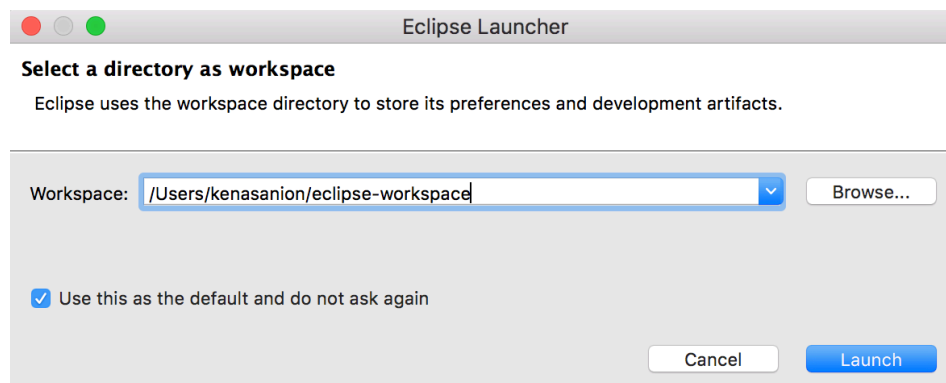 Eclipse Launcher
Select a directory as workspace
Eclipse uses the workspace directory to store its preferences and development artifacts.
Workspace: /Users/kenasanion/eclipse-workspace Browse...
Use this as the default and do not ask again
Cancel Launch